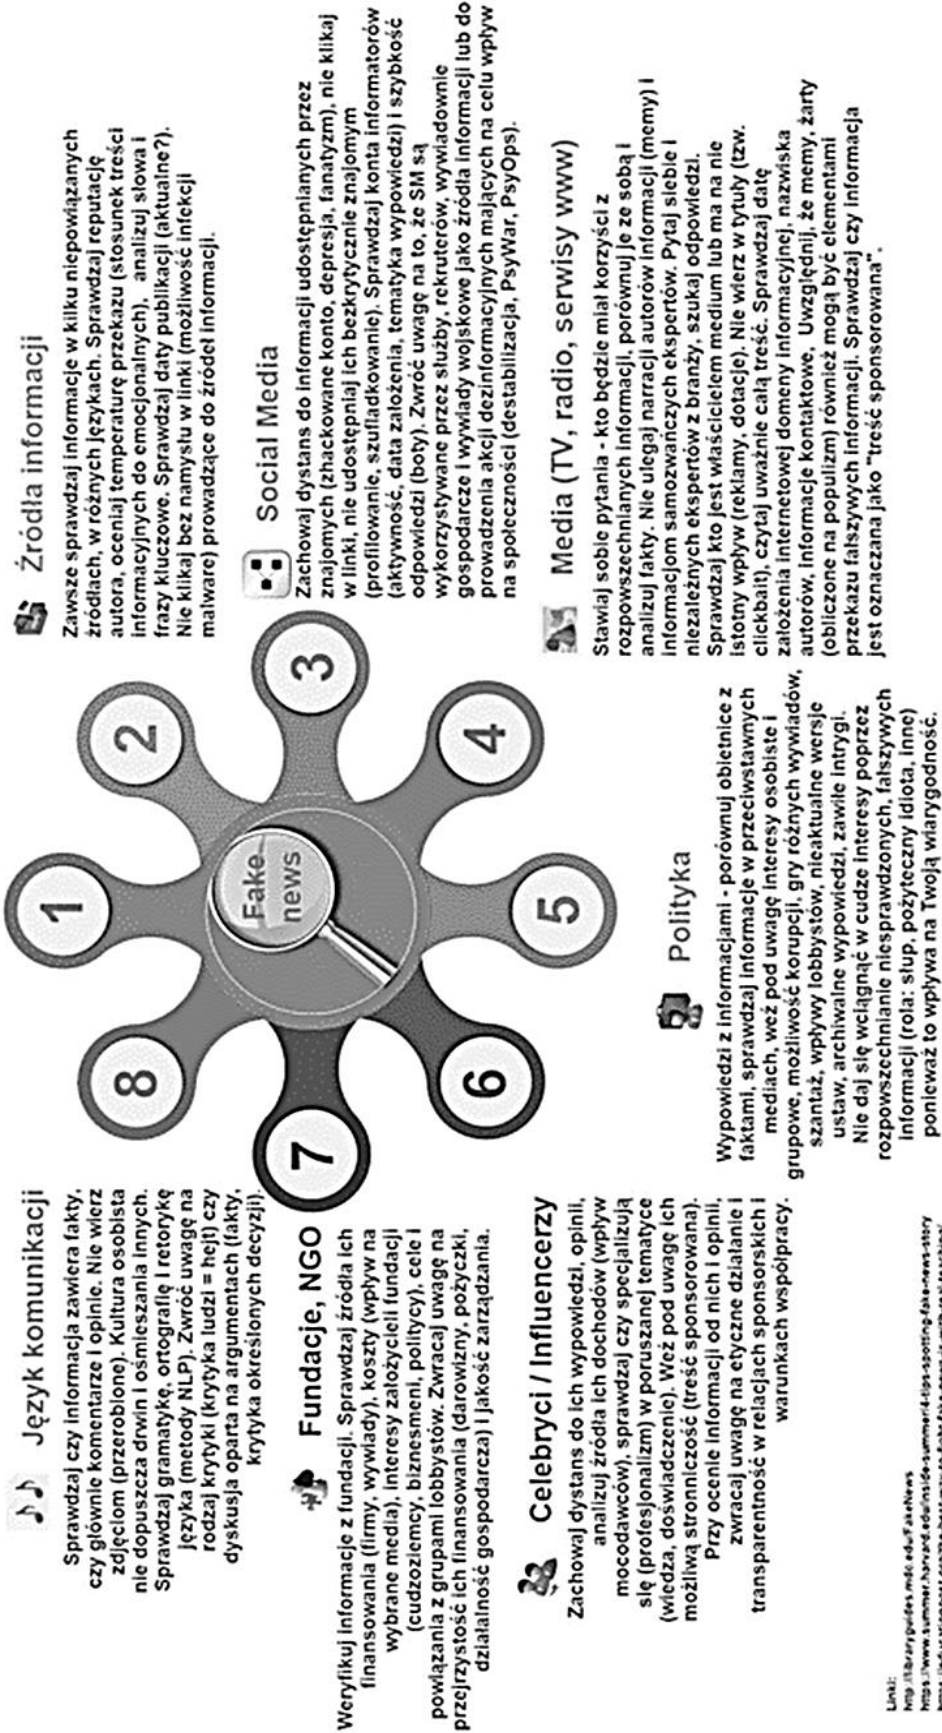 Język komunikacji
Sprawdzaj czy informacja zawiera fakty,
czy głównie komentarze i opinie. Nie wierz
zdjęciom (przerobione). Kultura osobista
nie dopuszcza drwin i ośmieszania innych.
Sprawdzaj gramatykę, ortografię i retorykę
języka (metody NLP). Zwróć uwagę na
rodzaj krytyki (krytyka ludzi = hejt) czy
dyskusja oparta na argumentach (fakty,
krytyka określonych decyzji).
Fundacje, NGO
Weryfikuj informacje z fundacji. Sprawdzaj źródła ich
finansowania (firmy, wywiady), koszty (wpływ na
wybrane media), interesy założycieli fundacji
(cudzoziemcy, biznesmeni, politycy), cele i
powiązania z grupami lobbystów. Zwracaj uwagę na
przejrzystość ich finansowania (darowizny, pożyczki,
działalność gospodarcza) i jakość zarządzania.
Celebryci / Influencerzy
Zachowaj dystans do ich wypowiedzi, opinii,
analizuj źródła ich dochodów (wpływ
mocodawców), sprawdzaj czy specjalizują
się (profesjonalizm) w poruszanej tematyce
(wiedza, doświadczenie). Weź pod uwagę ich
możliwą stronniczość (treść sponsorowana).
Przy ocenie informacji od nich i opinii,
zwracaj uwagę na etyczne działanie i
transparentność w relacjach sponsorskich i
warunkach współpracy.
1
2
3
4
5
6
7
8
Fake
news
Źródła informacji
Zawsze sprawdzaj informacje w kilku niepowiązanych
źródłach, w różnych językach. Sprawdzaj reputację
autora, oceniaj temperaturę przekazu (stosunek treści
informacyjnych do emocjonalnych), analizuj słowa i
frazy kluczowe. Sprawdzaj daty publikacji (aktualne?).
Nie klikaj bez namysłu w linki (możliwość infekcji
malware) prowadzące do źródeł informacji.
Social Media
Zachowaj dystans do informacji udostępnianych przez
znajomych (zhackowane konto, depresja, fanatyzm), nie klikaj
w linki, nie udostępniaj ich bezkrytycznie znajomym
(profilowanie, szufladkowanie). Sprawdzaj konta informatorów
(aktywność, data założenia, tematyka wypowiedzi) i szybkość
odpowiedzi (boty). Zwróć uwagę na to, że SM są
wykorzystywane przez służby, rekruterów, wywiadownie
gospodarcze i wywiady wojskowe jako źródła informacji lub do
prowadzenia akcji dezinformacyjnych mających na celu wpływ
na społeczności (destabilizacja, PsyWar, PsyOps).
Media (TV, radio, serwisy www)
Stawiaj sobie pytania - kto będzie miał korzyści z
rozpowszechnianych informacji, porównuj je ze sobą i
analizuj fakty. Nie ulegaj narracji autorów informacji (memy) i
informacjom samozwańczych ekspertów. Pytaj siebie i
niezależnych ekspertów z branży, szukaj odpowiedzi.
Sprawdzaj kto jest właścicielem medium lub ma na nie
istotny wpływ (reklamy, dotacje). Nie wierz w tytuły (tzw.
clickbait), czytaj uważnie całą treść. Sprawdzaj datę
założenia internetowej domeny informacyjnej, nazwiska
autorów, informacje kontaktowe, Uwzględnij, że memy, żarty
(obliczone na populizm) również mogą być elementami
przekazu fałszywych informacji. Sprawdzaj czy informacja
jest oznaczana jako "treść sponsorowana".
Polityka
Wypowiedzi z informacjami - porównuj obietnice z
faktami, sprawdzaj informacje w przeciwstawnych
mediach, weź pod uwagę interesy osobiste i
grupowe, możliwość korupcji, gry różnych wywiadów,
szantaż, wpływy lobbystów, nieaktualne wersje
ustaw, archiwalne wypowiedzi, zawiłe intrygi.
Nie daj się wciągnąć w cudze interesy poprzez
rozpowszechnianie niesprawdzonych, fałszywych
informacji (rola: słup, pożyteczny idiota, inne)
ponieważ to wpływa na Twoją wiarygodność.
Linki:
http://libraryguides.mdc.edu/FakeNews
https://www.summer.harvard.edu/inside-summer/4-tips-spotting-fake-news-story